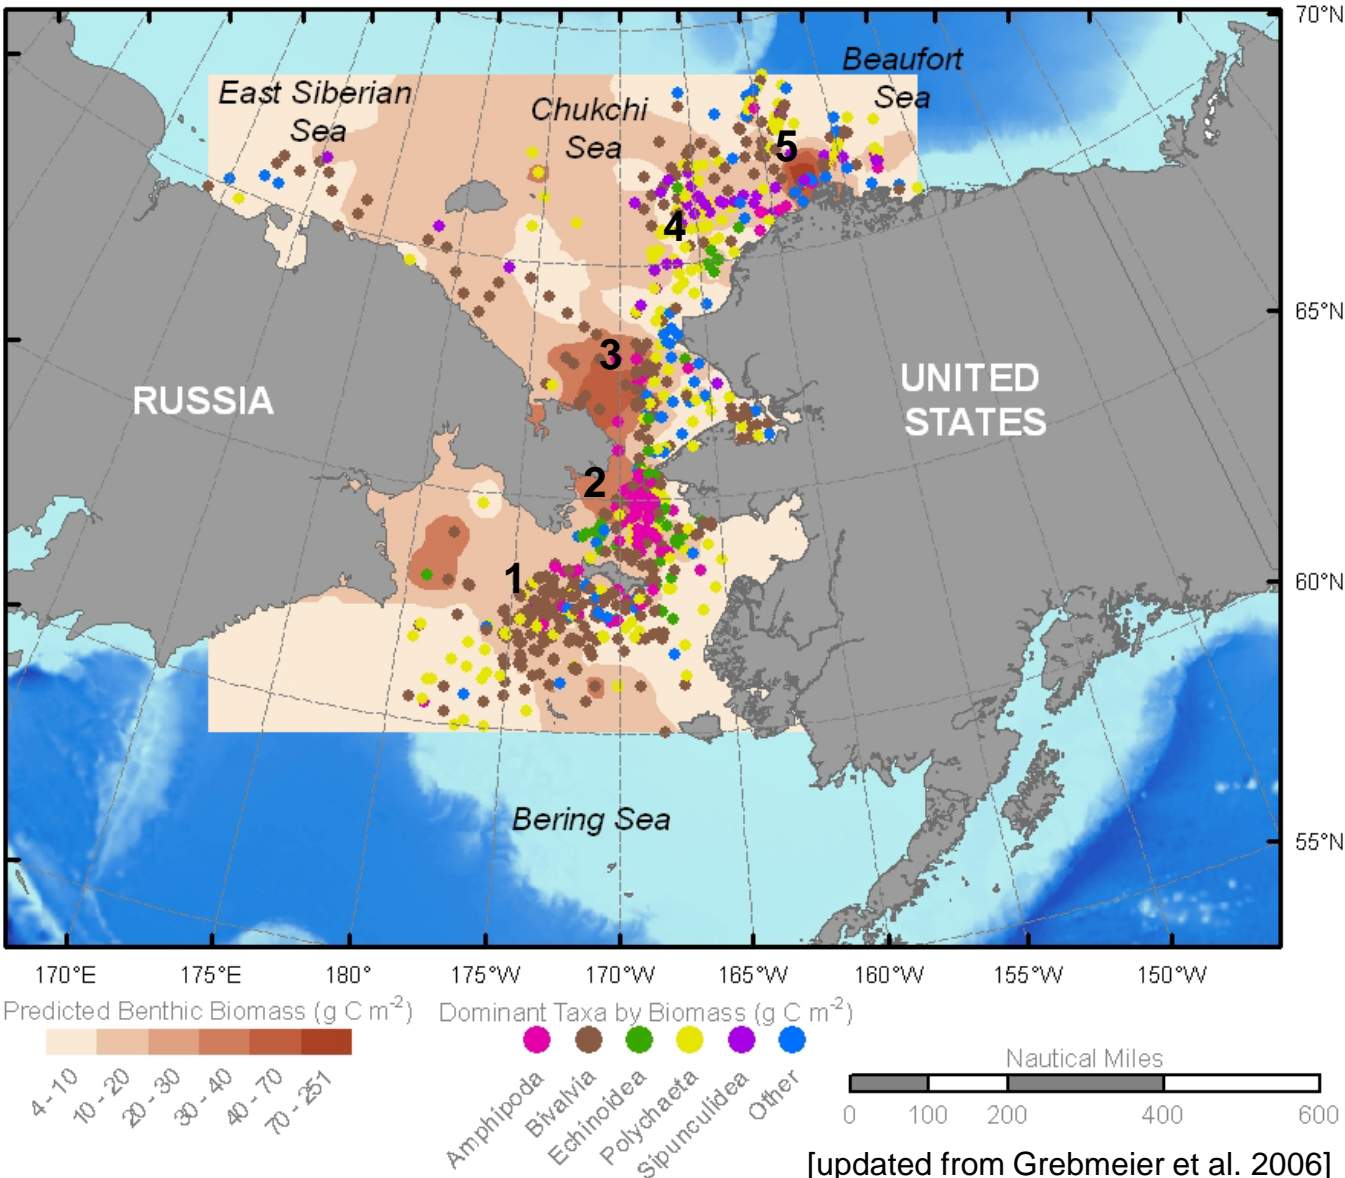 70°N
Beaufort
Sea
East Siberian
Sea
Chukchi
Sea
5
4
65°N
3
RUSSIA
UNITED
STATES
2
1
60°N
Bering Sea
55°N
170°E 175°E 180° 175°W 170°W 165°W 160°W 155°W 150°W
Predicted Benthic Biomass (g C m-2)
4 - 10
10 - 20
20 - 30
30 - 40
40 - 70
70 - 251
Dominant Taxa by Biomass (g C m-2)
Amphipoda
Bivalvia
Echinoidea
Polychaeta
Sipunculidea
Other
Nautical Miles
0 100 200 400 600
[updated from Grebmeier et al. 2006]